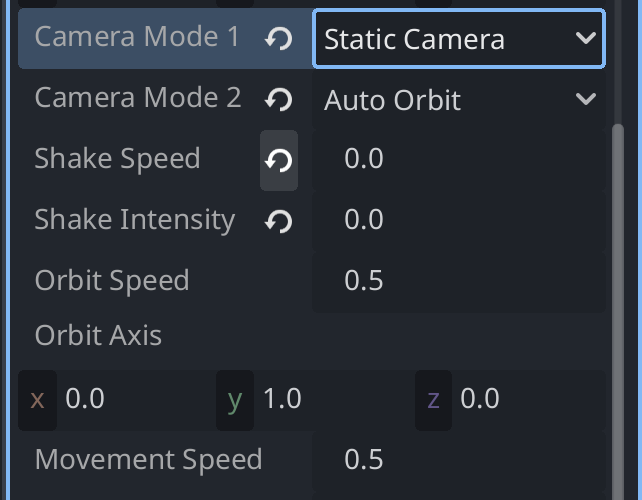 Camera Mode 1 Static Camera
Camera Mode 2 Auto Orbit
Shake Speed 0.0
Shake Intensity 0.0
Orbit Speed 0.5
Orbit Axis
x 0.0 y 1.0 z 0.0
Movement Speed 0.5